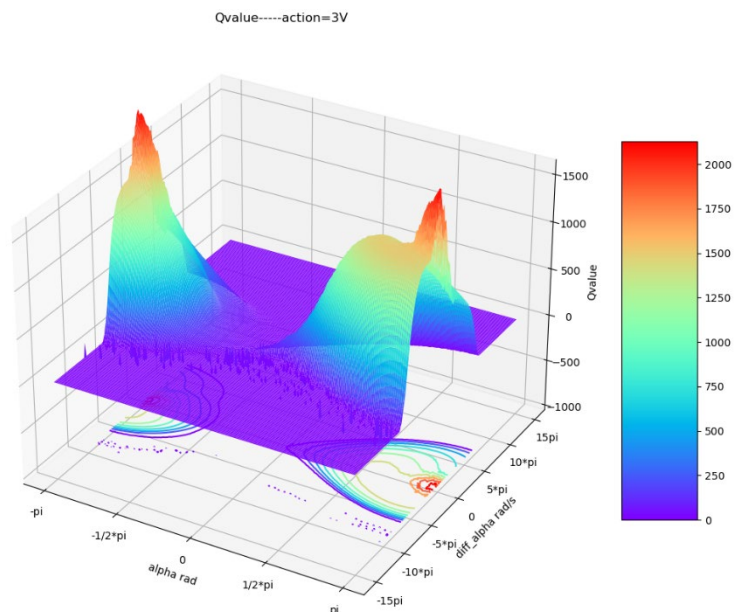 Qvalue-----action=3V
1500
1000
500
0
−500
−1000
Qvalue
15pi
10*pi
5*pi
0
-5*pi
-10*pi
-15pi
diff_alpha rad/s
-pi
-1/2*pi
0
1/2*pi
pi
alpha rad
2000
1750
1500
1250
1000
750
500
250
0